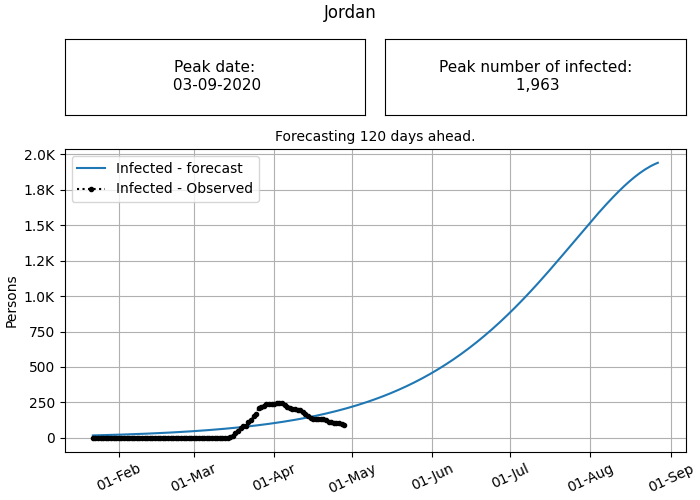 Jordan
Peak date:
03-09-2020
Peak number of infected:
1,963
Forecasting 120 days ahead.
Infected - forecast
Infected - Observed
2.0K
1.8K
1.5K
1.2K
1.0K
750
500
250
0
Persons
01-Feb
01-Mar
01-Apr
01-May
01-Jun
01-Jul
01-Aug
01-Sep